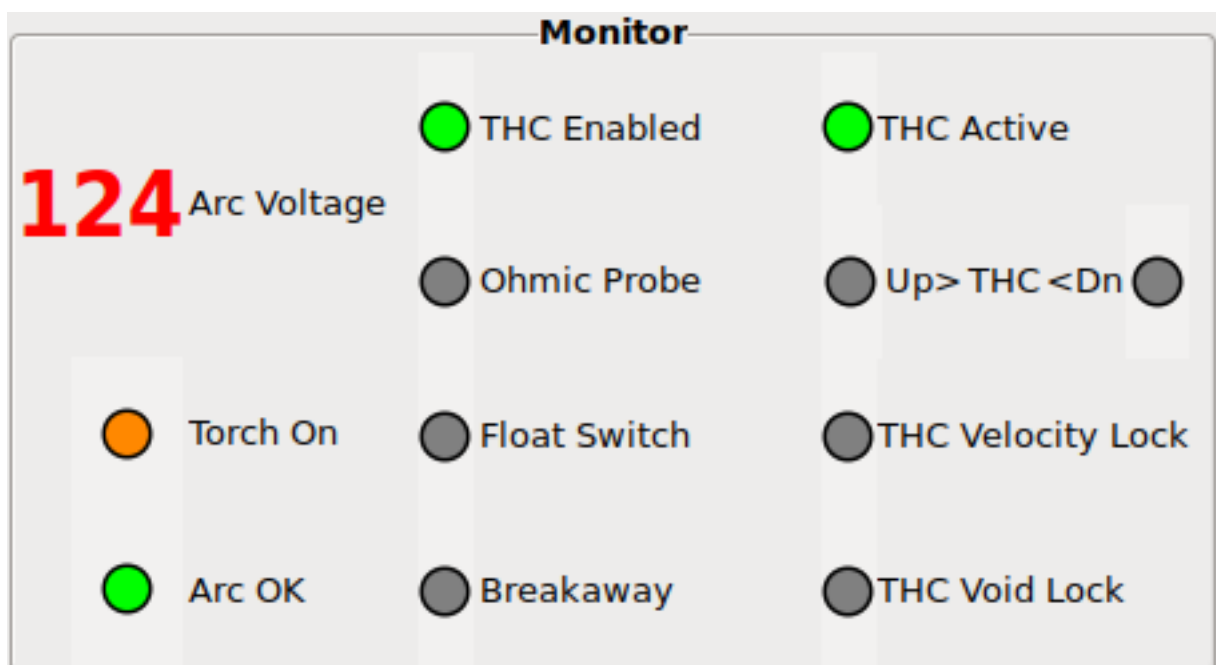 Monitor
THC Enabled
THC Active
124 Arc Voltage
Ohmic Probe
Up> THC <Dn
Torch On
Float Switch
THC Velocity Lock
Arc OK
Breakaway
THC Void Lock